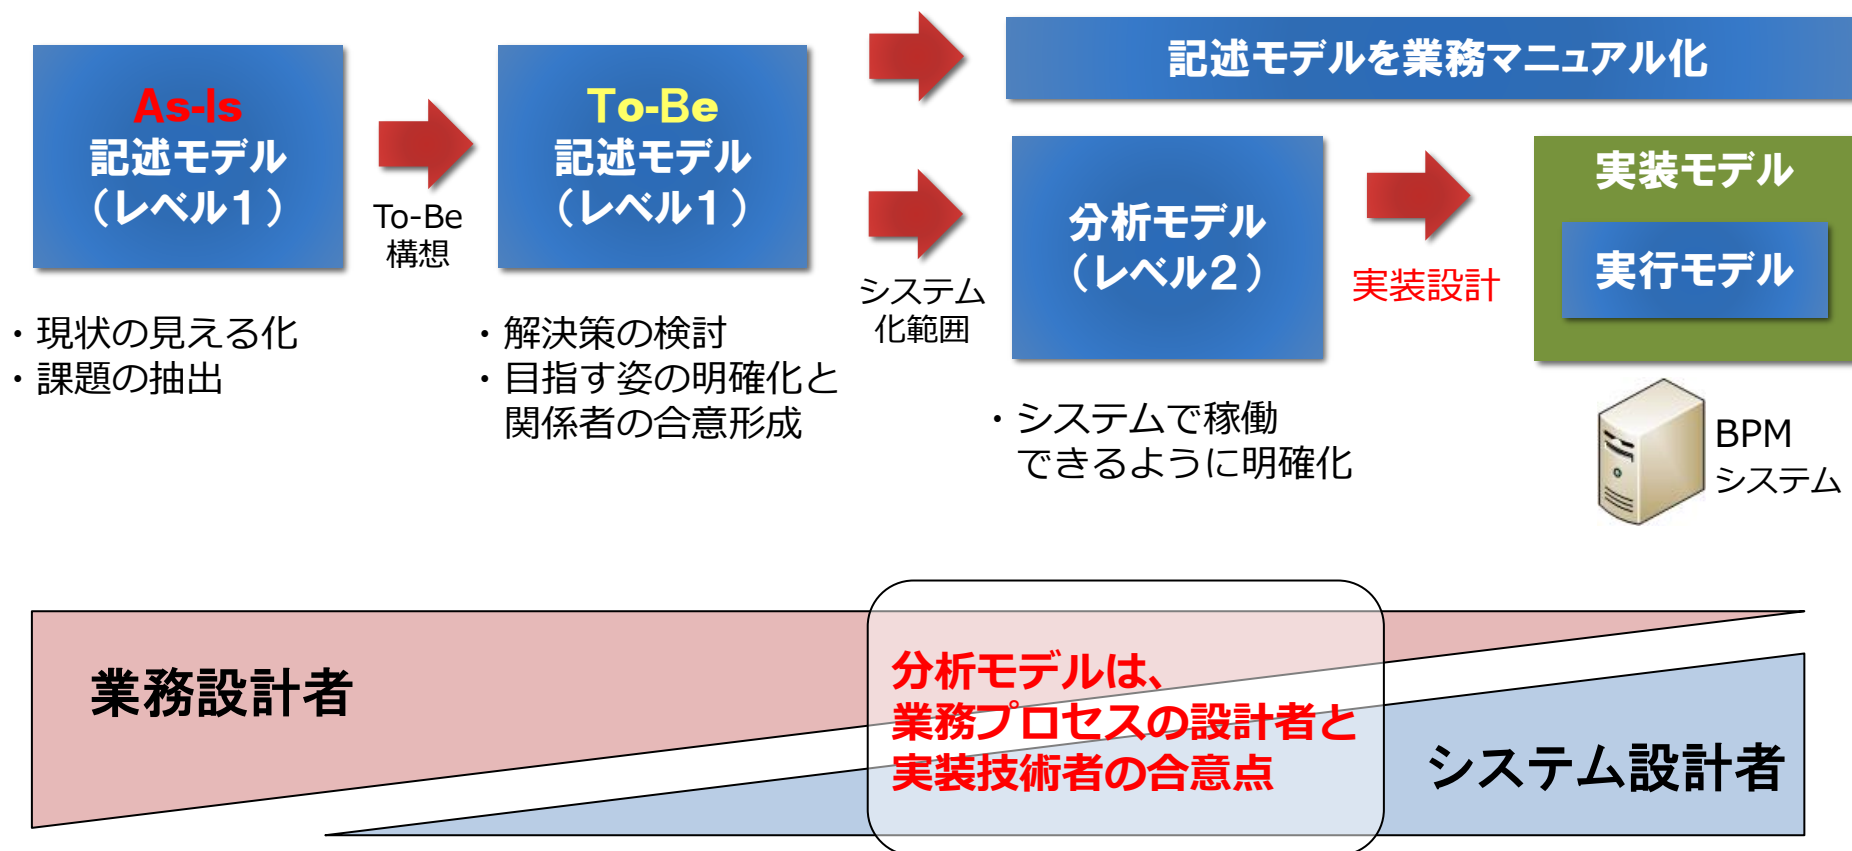 As-Is
記述モデル
（レベル１）
To-Be
構想
To-Be
記述モデル
（レベル１）
記述モデルを業務マニュアル化
システム
化範囲
分析モデル
（レベル２）
実装設計
実装モデル
実行モデル
・現状の見える化
・課題の抽出
・解決策の検討
・目指す姿の明確化と
関係者の合意形成
・システムで稼働
できるように明確化
BPM
システム
業務設計者
分析モデルは、
業務プロセスの設計者と
実装技術者の合意点
システム設計者